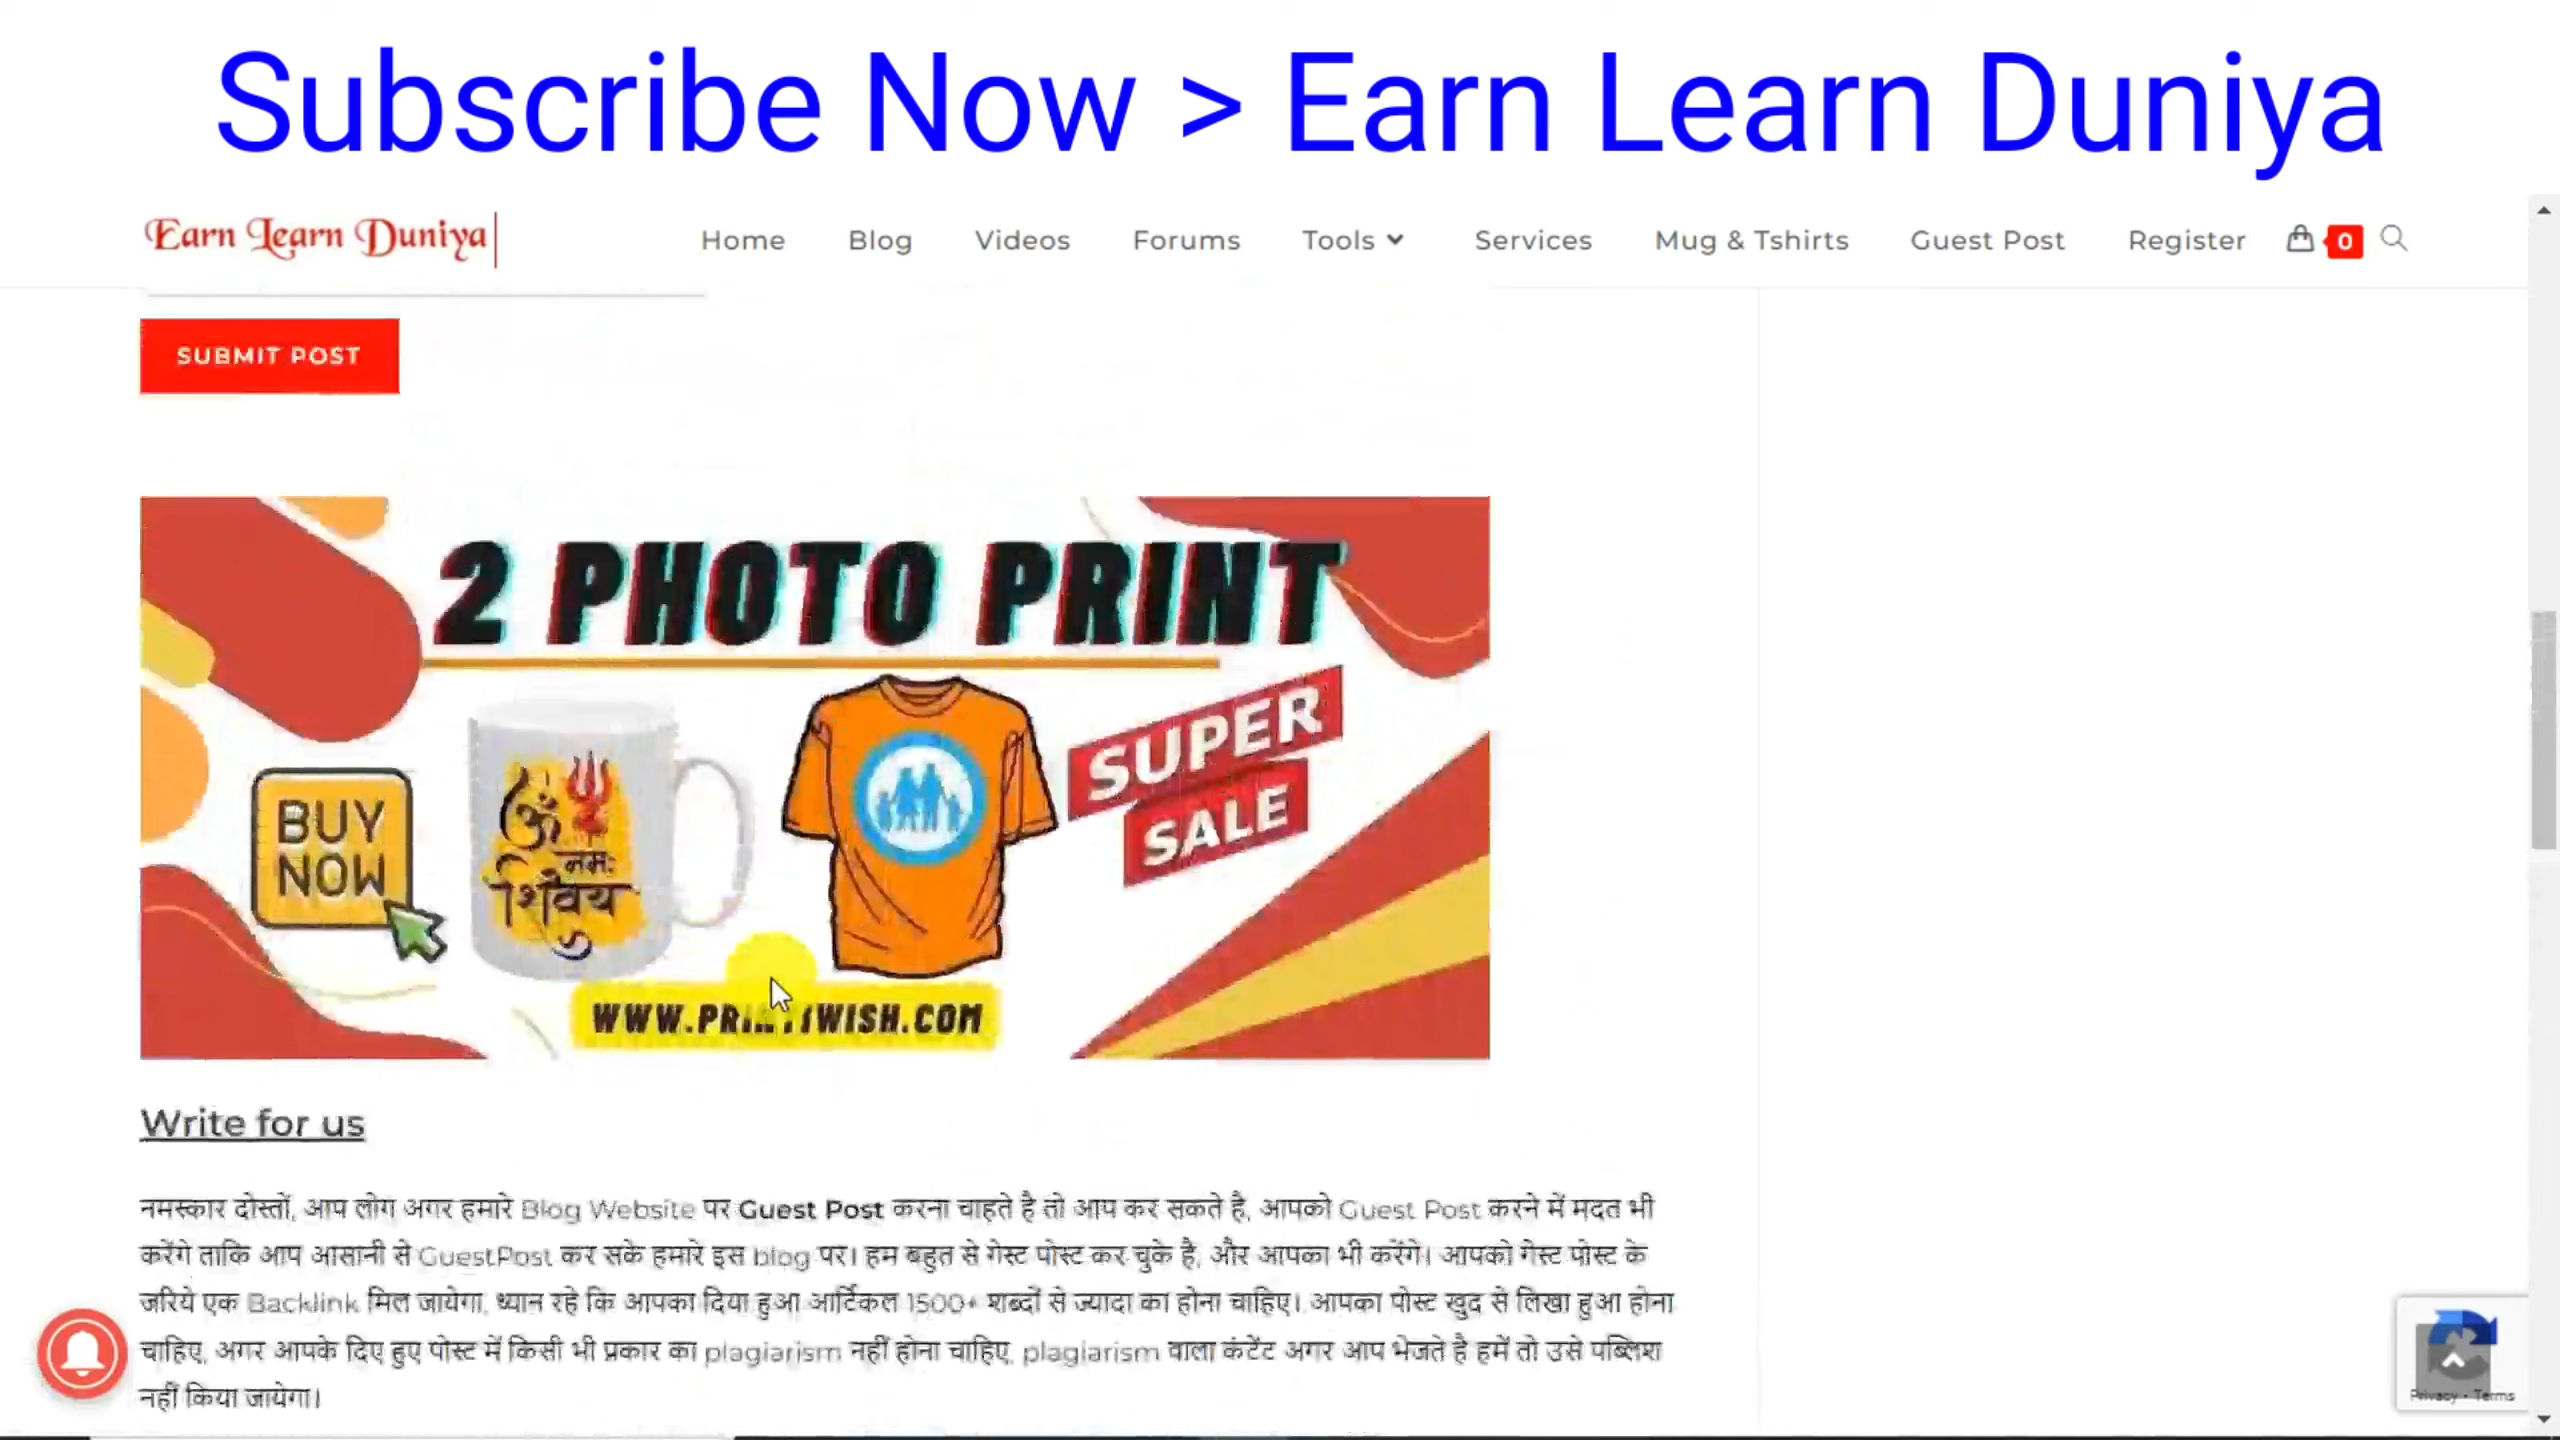 Subscribe Now > Earn Learn Duniya
Earn Learn Duniya
Home Blog Videos Forums Tools Services Mug & Tshirts Guest Post Register 0
SUBMIT POST
2 PHOTO PRINT
SUPER
SALE
BUY
NOW
ॐ
नमः
शिवाय
Write for us
नमस्कार दोस्तों, आप लोग अगर हमारे Blog Website पर Guest Post करना चाहते है तो आप कर सकते है, आपको Guest Post करने में मदत भी
करेंगे ताकि आप आसानी से GuestPost कर सके हमारे इस blog पर। हम बहुत से गेस्ट पोस्ट कर चुके है, और आपका भी करेंगे। आपको गेस्ट पोस्ट के
जरिये एक Backlink मिल जायेगा, ध्यान रहे कि आपका दिया हुआ आर्टिकल 1500+ शब्दों से ज्यादा का होना चाहिए। आपका पोस्ट खुद से लिखा हुआ होना
चाहिए, अगर आपके दिए हुए पोस्ट में किसी भी प्रकार का plagiarism नहीं होना चाहिए, plagiarism वाला कंटेंट अगर आप भेजते है हमें तो उसे पब्लिश
नहीं किया जायेगा।
Privacy - Terms